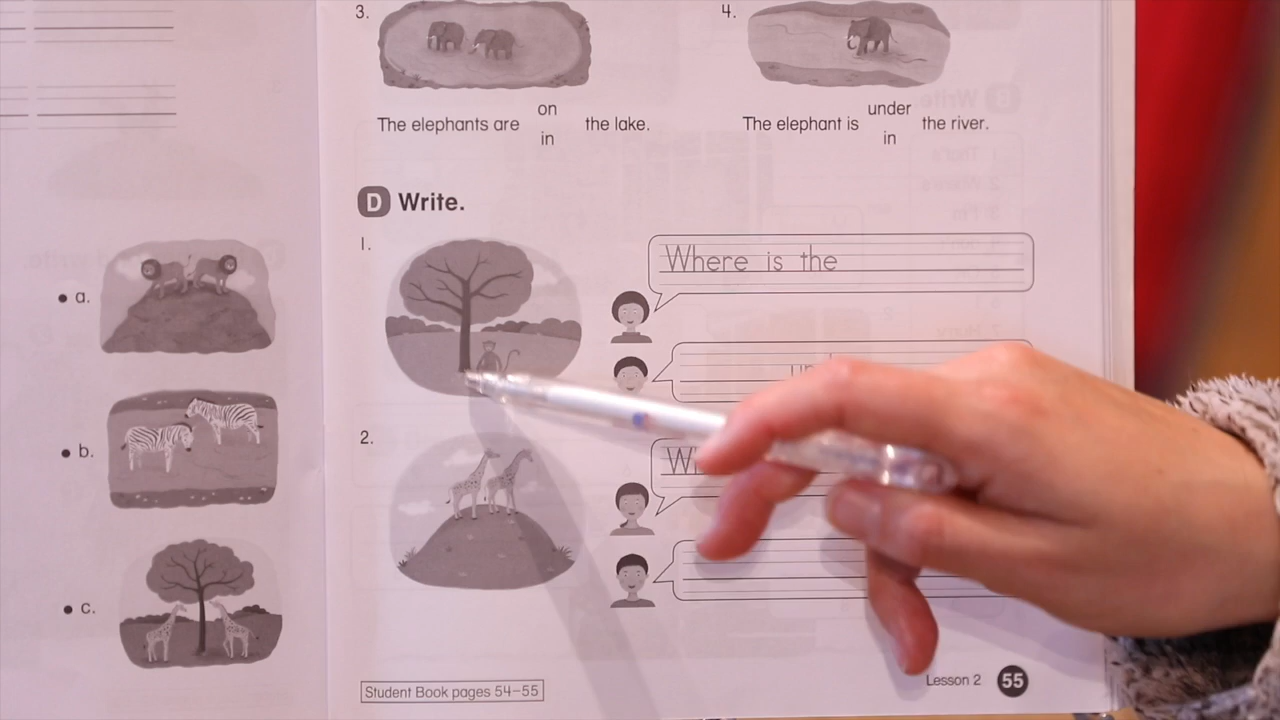 3.
4.
on
The elephants are the lake.
in
under
The elephant is the river.
in
D Write.
1.
Where is the
2.
a.
b.
c.
Student Book pages 54–55
Lesson 2 55